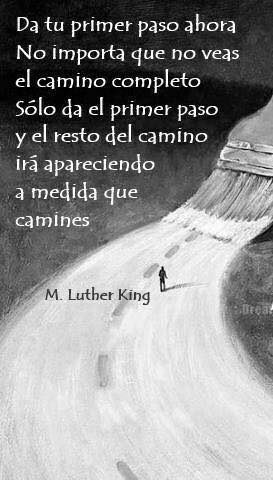 Da tu primer paso ahora
No importa que no veas
el camino completo
Sólo da el primer paso
y el resto del camino
irá apareciendo
a medida que
camines
M. Luther King